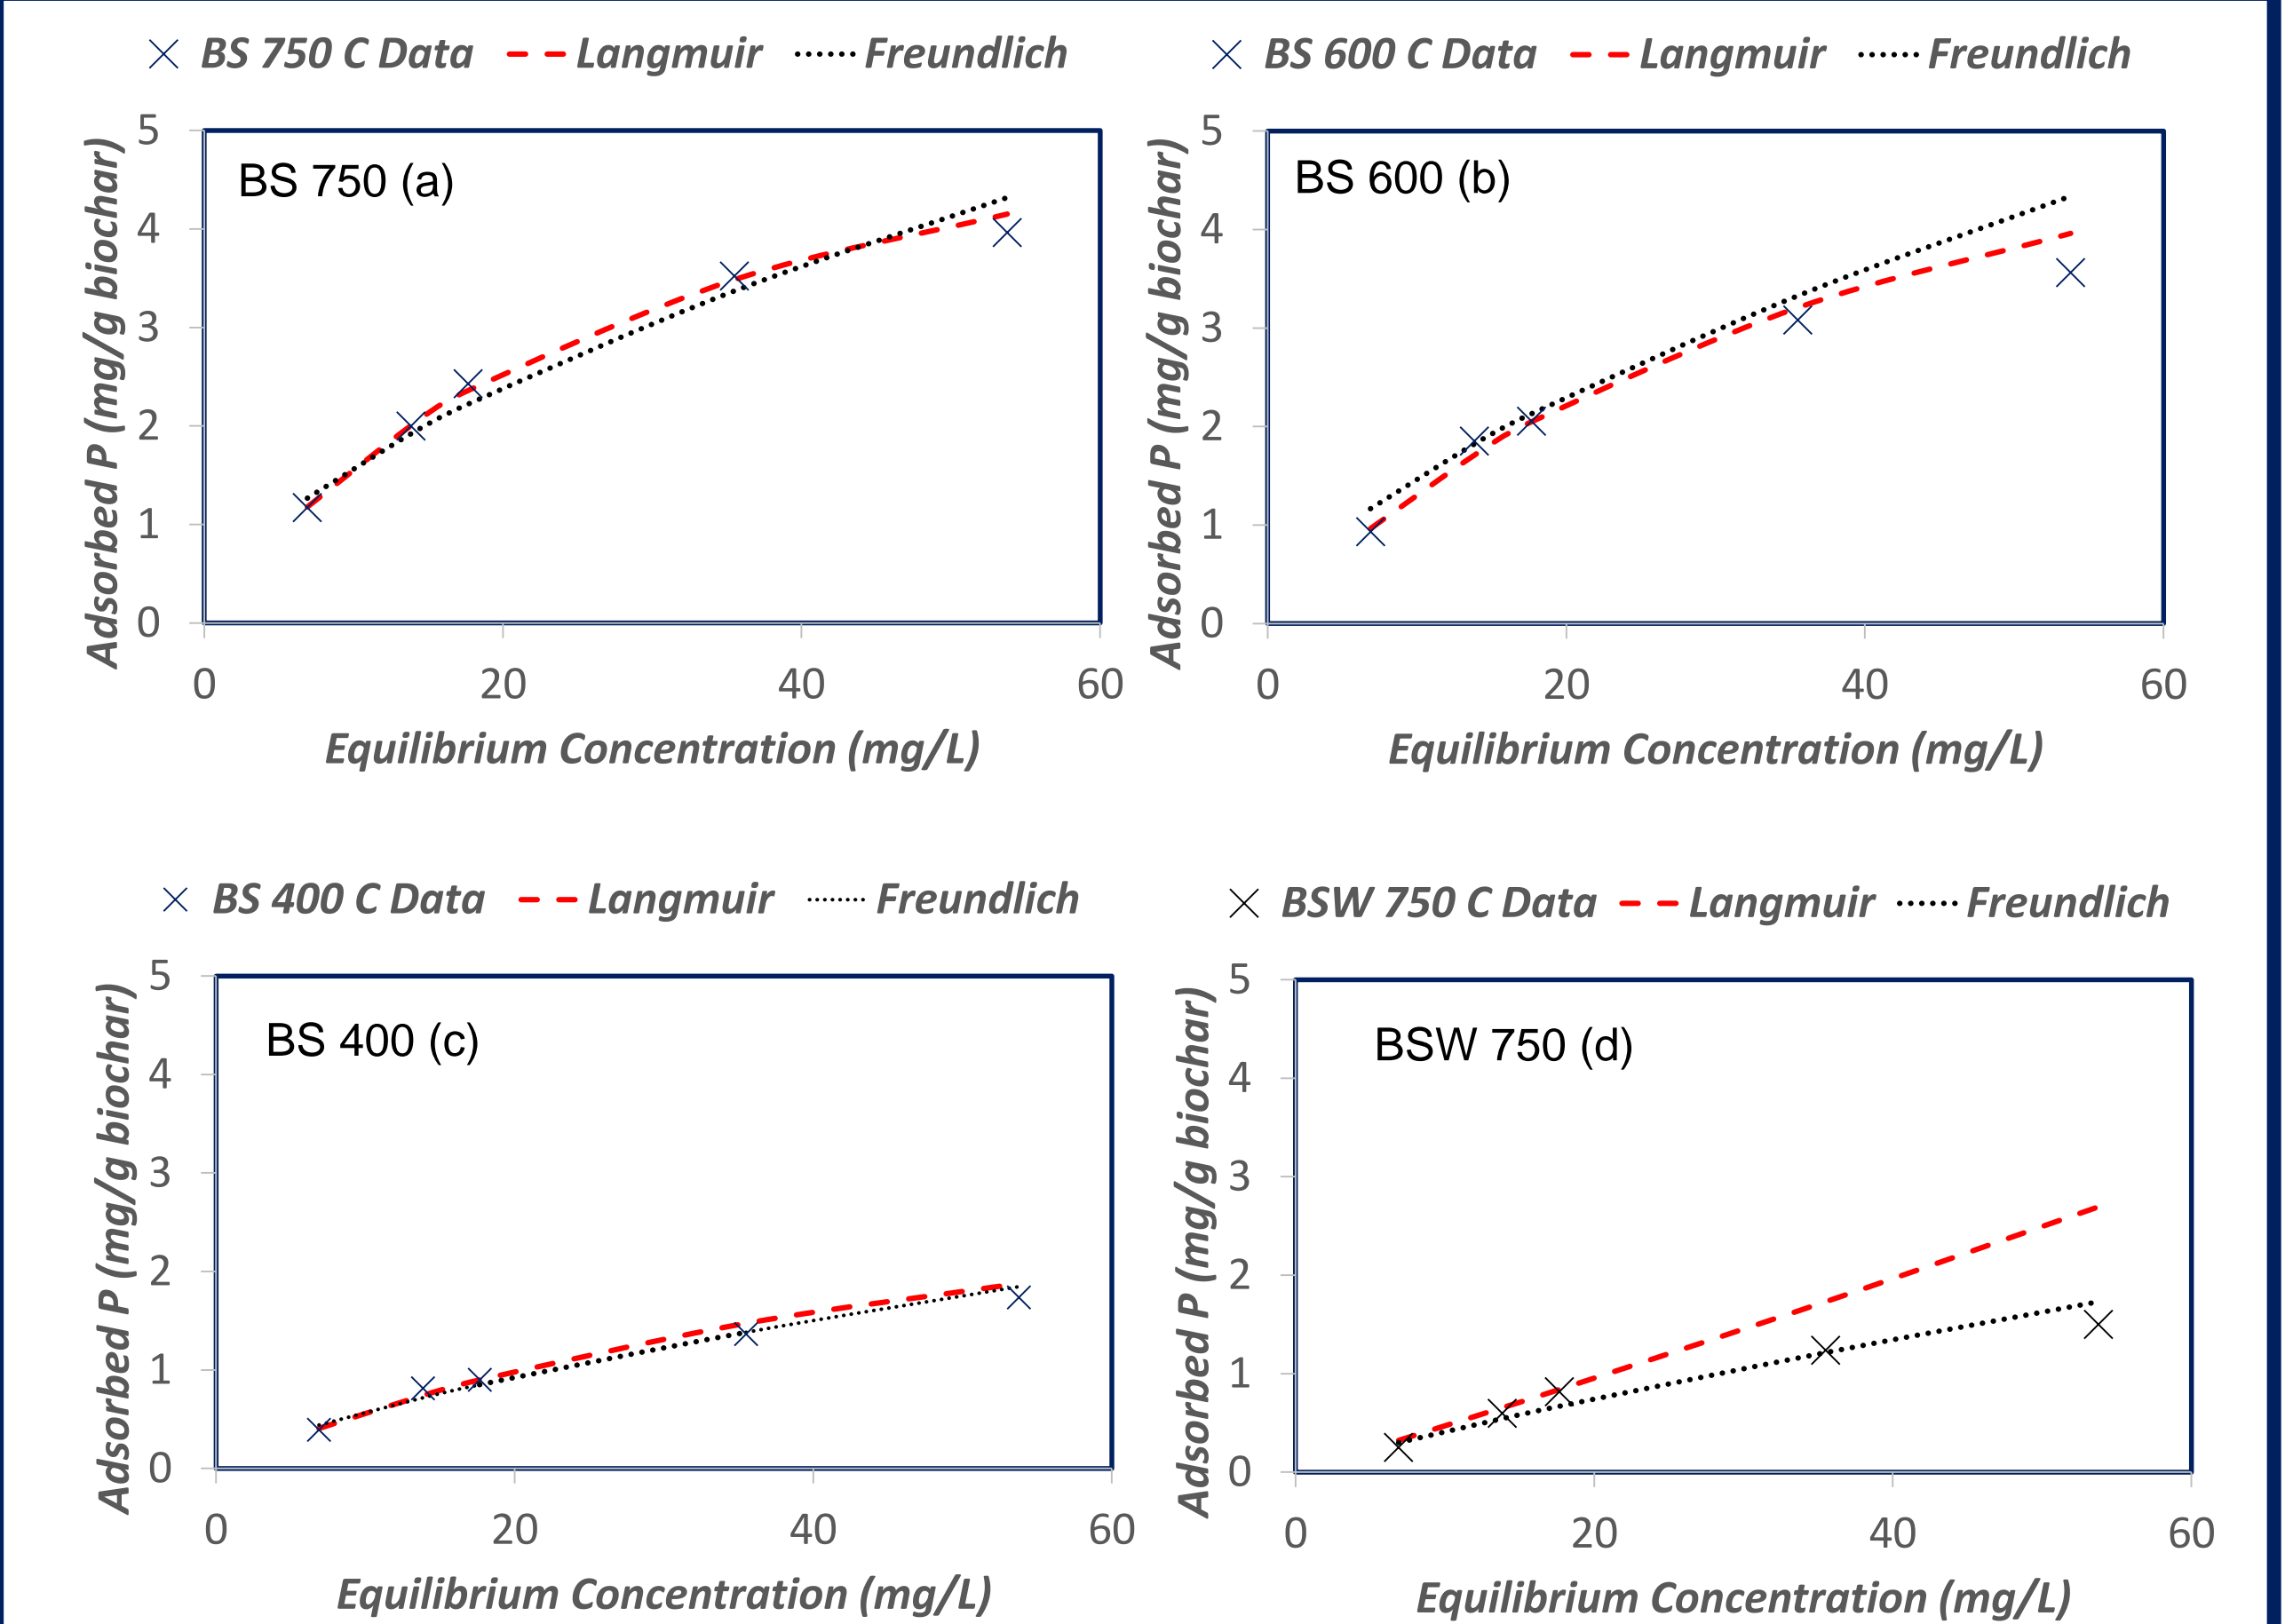 BS 750 C Data Langmuir Freundlich
BS 750 (a)
Adsorbed P (mg/g biochar)
5
4
3
2
1
0
0 20 40 60
Equilibrium Concentration (mg/L)
BS 600 C Data Langmuir Freundlich
BS 600 (b)
Adsorbed P (mg/g biochar)
5
4
3
2
1
0
0 20 40 60
Equilibrium Concentration (mg/L)
BS 400 C Data Langmuir Freundlich
BS 400 (c)
Adsorbed P (mg/g biochar)
5
4
3
2
1
0
0 20 40 60
Equilibrium Concentration (mg/L)
BSW 750 C Data Langmuir Freundlich
BSW 750 (d)
Adsorbed P (mg/g biochar)
5
4
3
2
1
0
0 20 40 60
Equilibrium Concentration (mg/L)